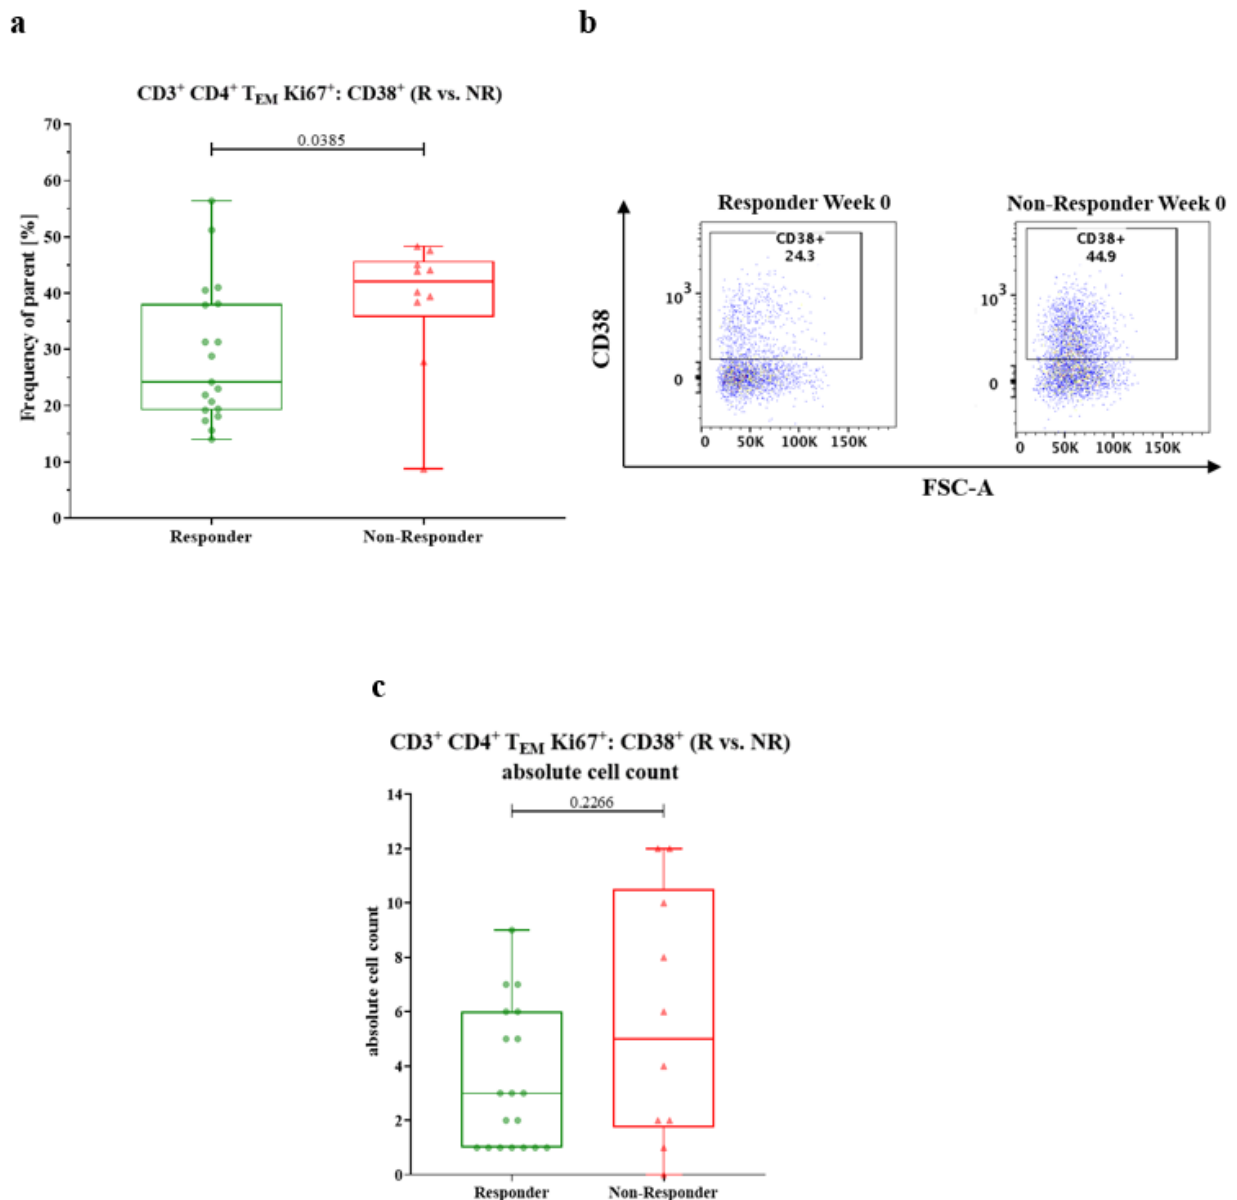 a
b
CD3⁺ CD4⁺ T_EM Ki67⁺: CD38⁺ (R vs. NR)
0.0385
Frequency of parent [%]
70
60
50
40
30
20
10
0
Responder Non-Responder
Responder Week 0
Non-Responder Week 0
CD38+
24.3
CD38+
44.9
CD38
10³
0
0 50K 100K 150K
10³
0
0 50K 100K 150K
FSC-A
c
CD3⁺ CD4⁺ T_EM Ki67⁺: CD38⁺ (R vs. NR)
absolute cell count
0.2266
absolute cell count
14
12
10
8
6
4
2
0
Responder Non-Responder